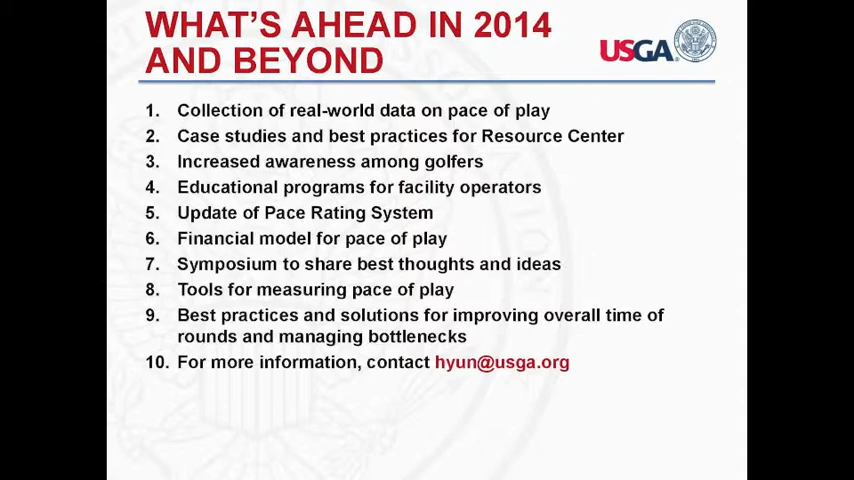 WHAT'S AHEAD IN 2014
AND BEYOND
USGA
1. Collection of real-world data on pace of play
2. Case studies and best practices for Resource Center
3. Increased awareness among golfers
4. Educational programs for facility operators
5. Update of Pace Rating System
6. Financial model for pace of play
7. Symposium to share best thoughts and ideas
8. Tools for measuring pace of play
9. Best practices and solutions for improving overall time of
rounds and managing bottlenecks
10. For more information, contact hyun@usga.org